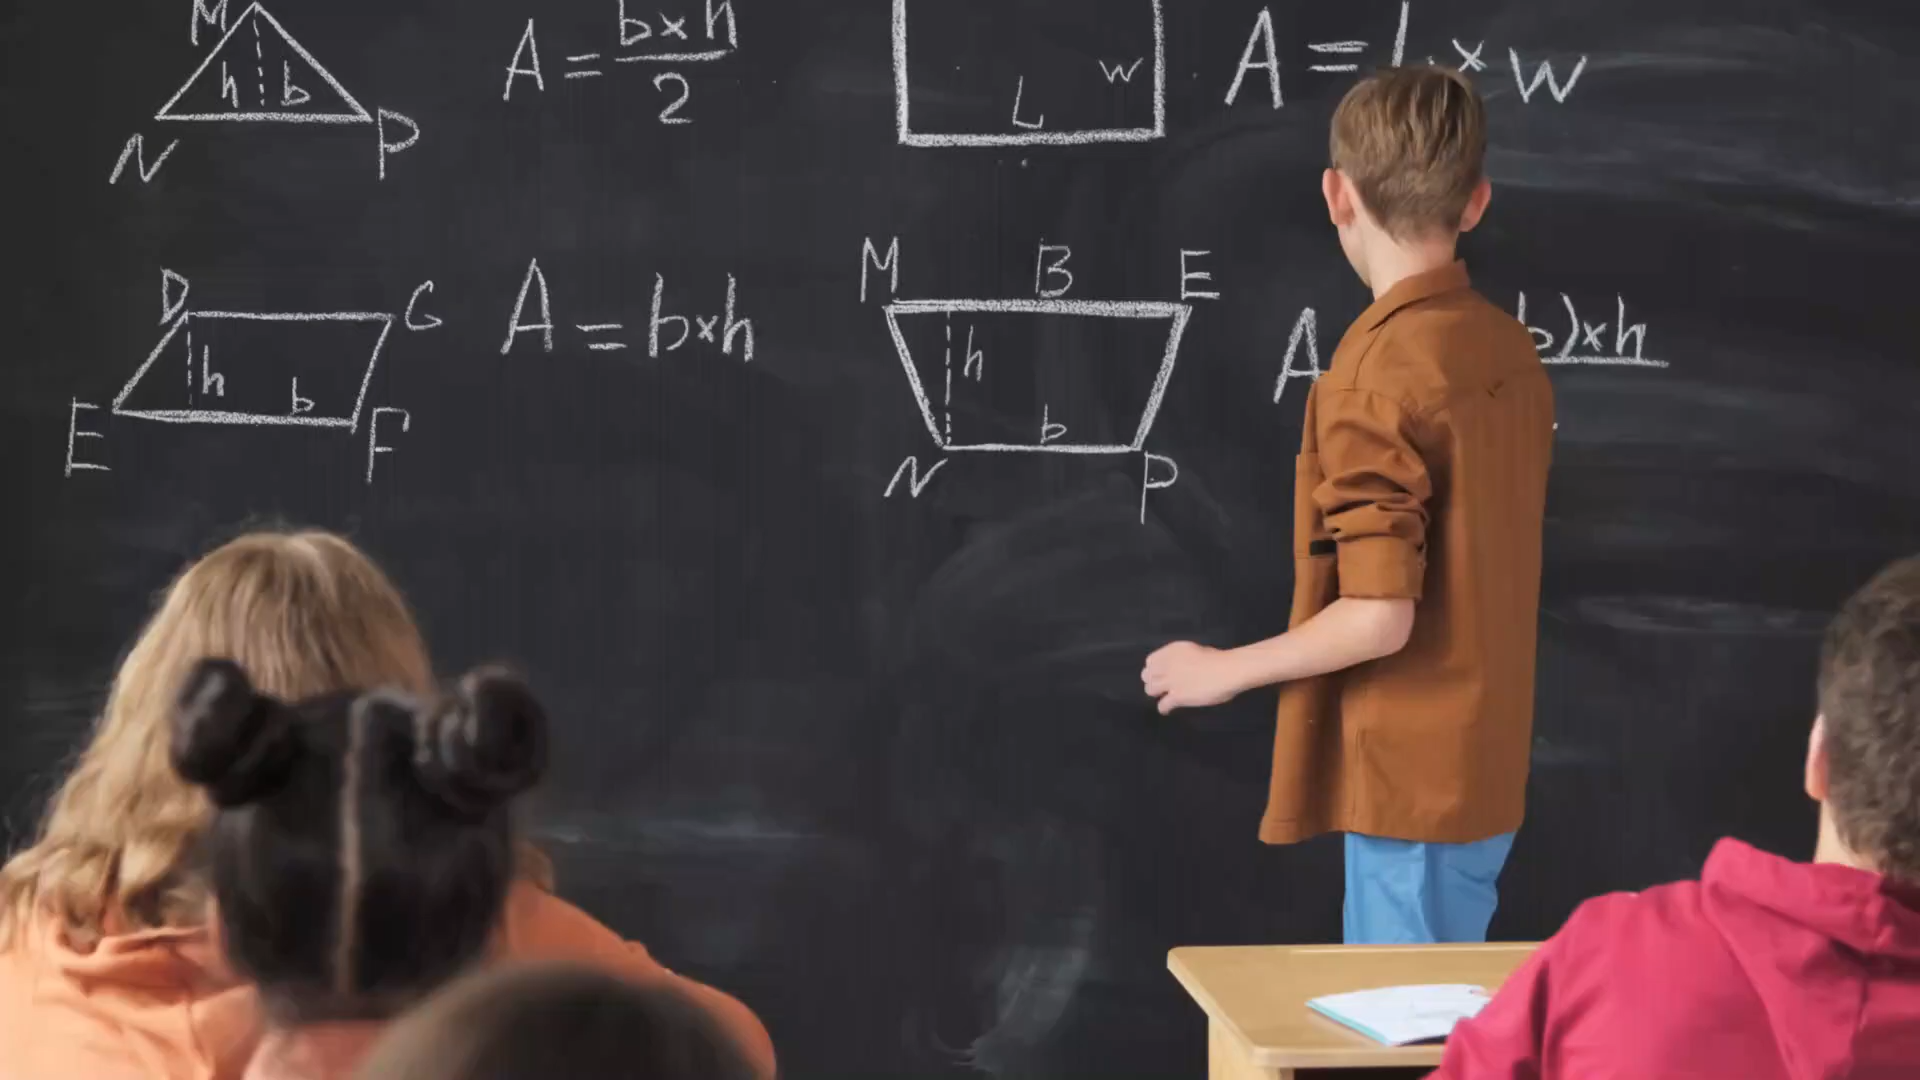 M
h b
N P
A = b×h
2
L w
A = L × w
D G
h b
E F
A = b×h
M B E
h
b
N P
A b)×h